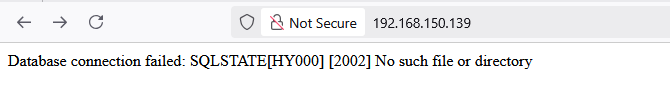 Not Secure 192.168.150.139
Database connection failed: SQLSTATE[HY000] [2002] No such file or directory